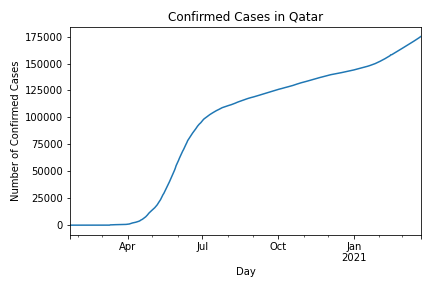 Confirmed Cases in Qatar
Number of Confirmed Cases
175000
150000
125000
100000
75000
50000
25000
0
Apr
Jul
Oct
Jan
2021
Day